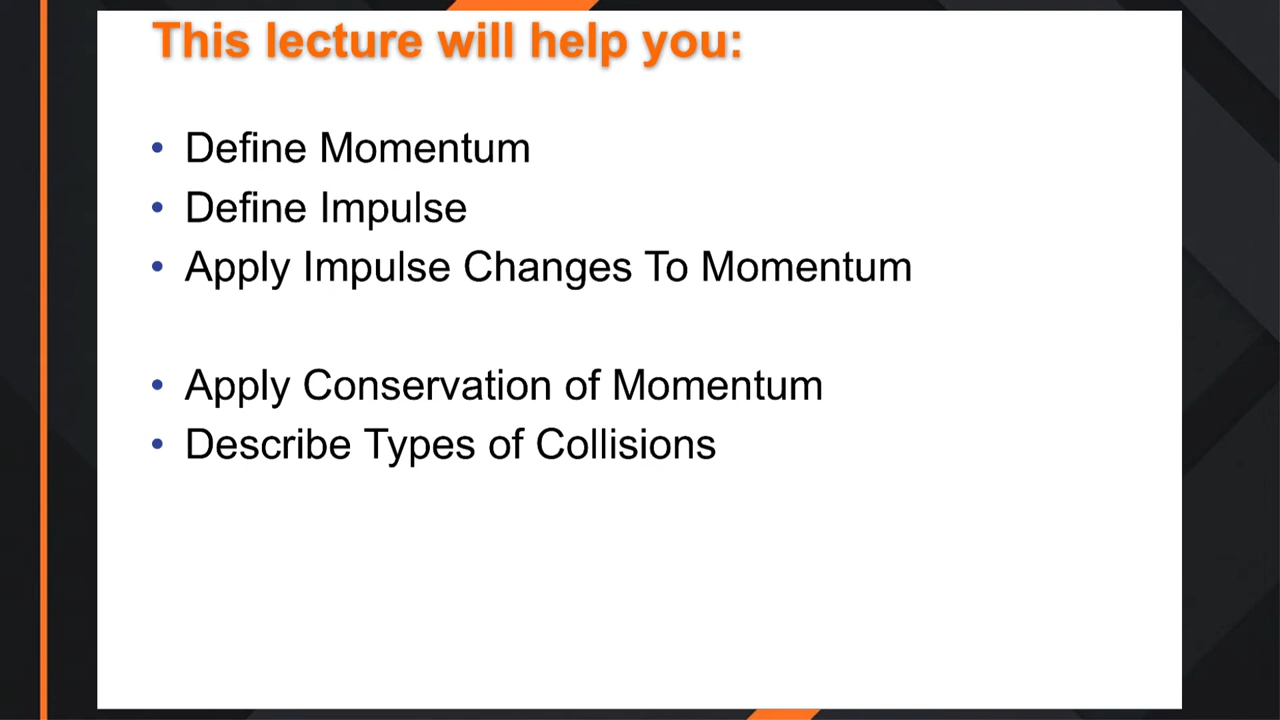 This lecture will help you:
• Define Momentum
• Define Impulse
• Apply Impulse Changes To Momentum
• Apply Conservation of Momentum
• Describe Types of Collisions